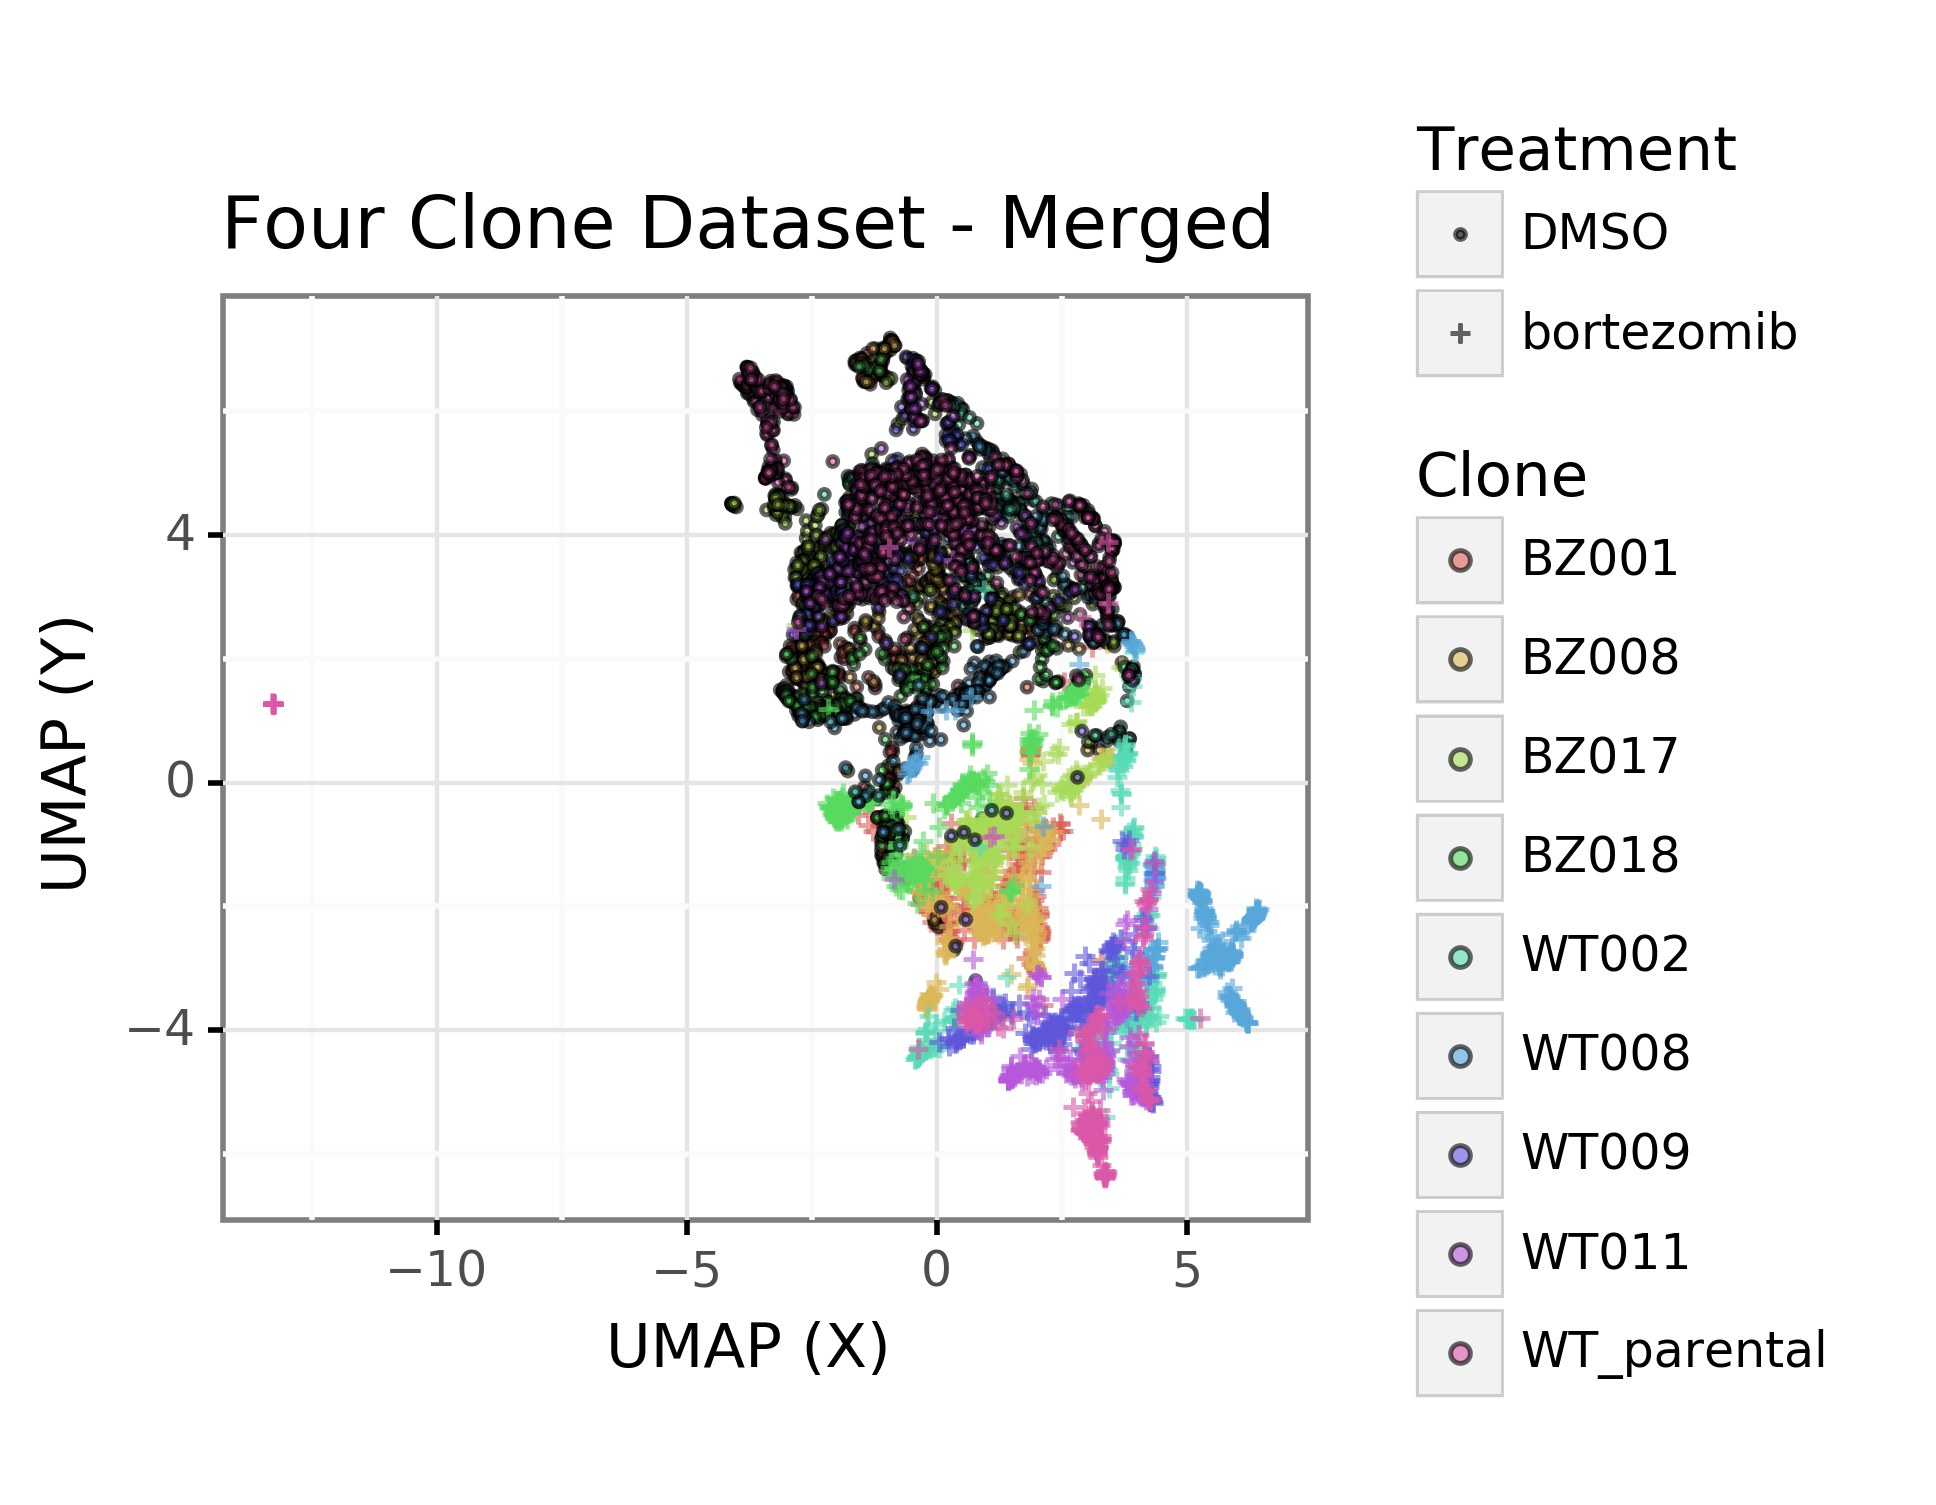 Four Clone Dataset - Merged
Treatment
DMSO
bortezomib
Clone
BZ001
BZ008
BZ017
BZ018
WT002
WT008
WT009
WT011
WT_parental
UMAP (Y)
4
0
−4
−10
−5
0
5
UMAP (X)